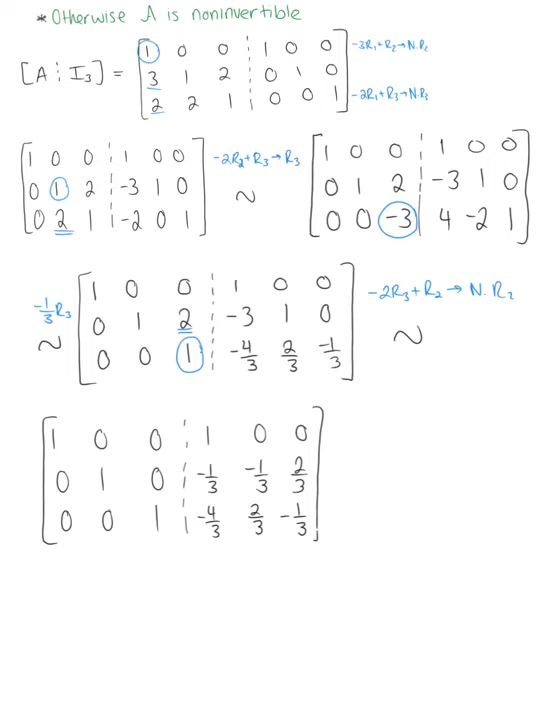 * Otherwise A is noninvertible
[A ⋮ I₃] = [1 0 0 ¦ 1 0 0] -3R₁+R₂→N.R₂
[3 1 2 ¦ 0 1 0]
[2 2 1 ¦ 0 0 1] -2R₁+R₃→N.R₃
[1 0 0 ¦ 1 0 0] -2R₂+R₃→R₃ [1 0 0 ¦ 1 0 0]
[0 1 2 ¦ -3 1 0] ~ [0 1 2 ¦ -3 1 0]
[0 2 1 ¦ -2 0 1] [0 0 -3 ¦ 4 -2 1]
-1/3 R₃ [1 0 0 ¦ 1 0 0] -2R₃+R₂→N.R₂
~ [0 1 2 ¦ -3 1 0] ~
[0 0 1 ¦ -4/3 2/3 -1/3]
[1 0 0 ¦ 1 0 0]
[0 1 0 ¦ -1/3 -1/3 2/3]
[0 0 1 ¦ -4/3 2/3 -1/3]